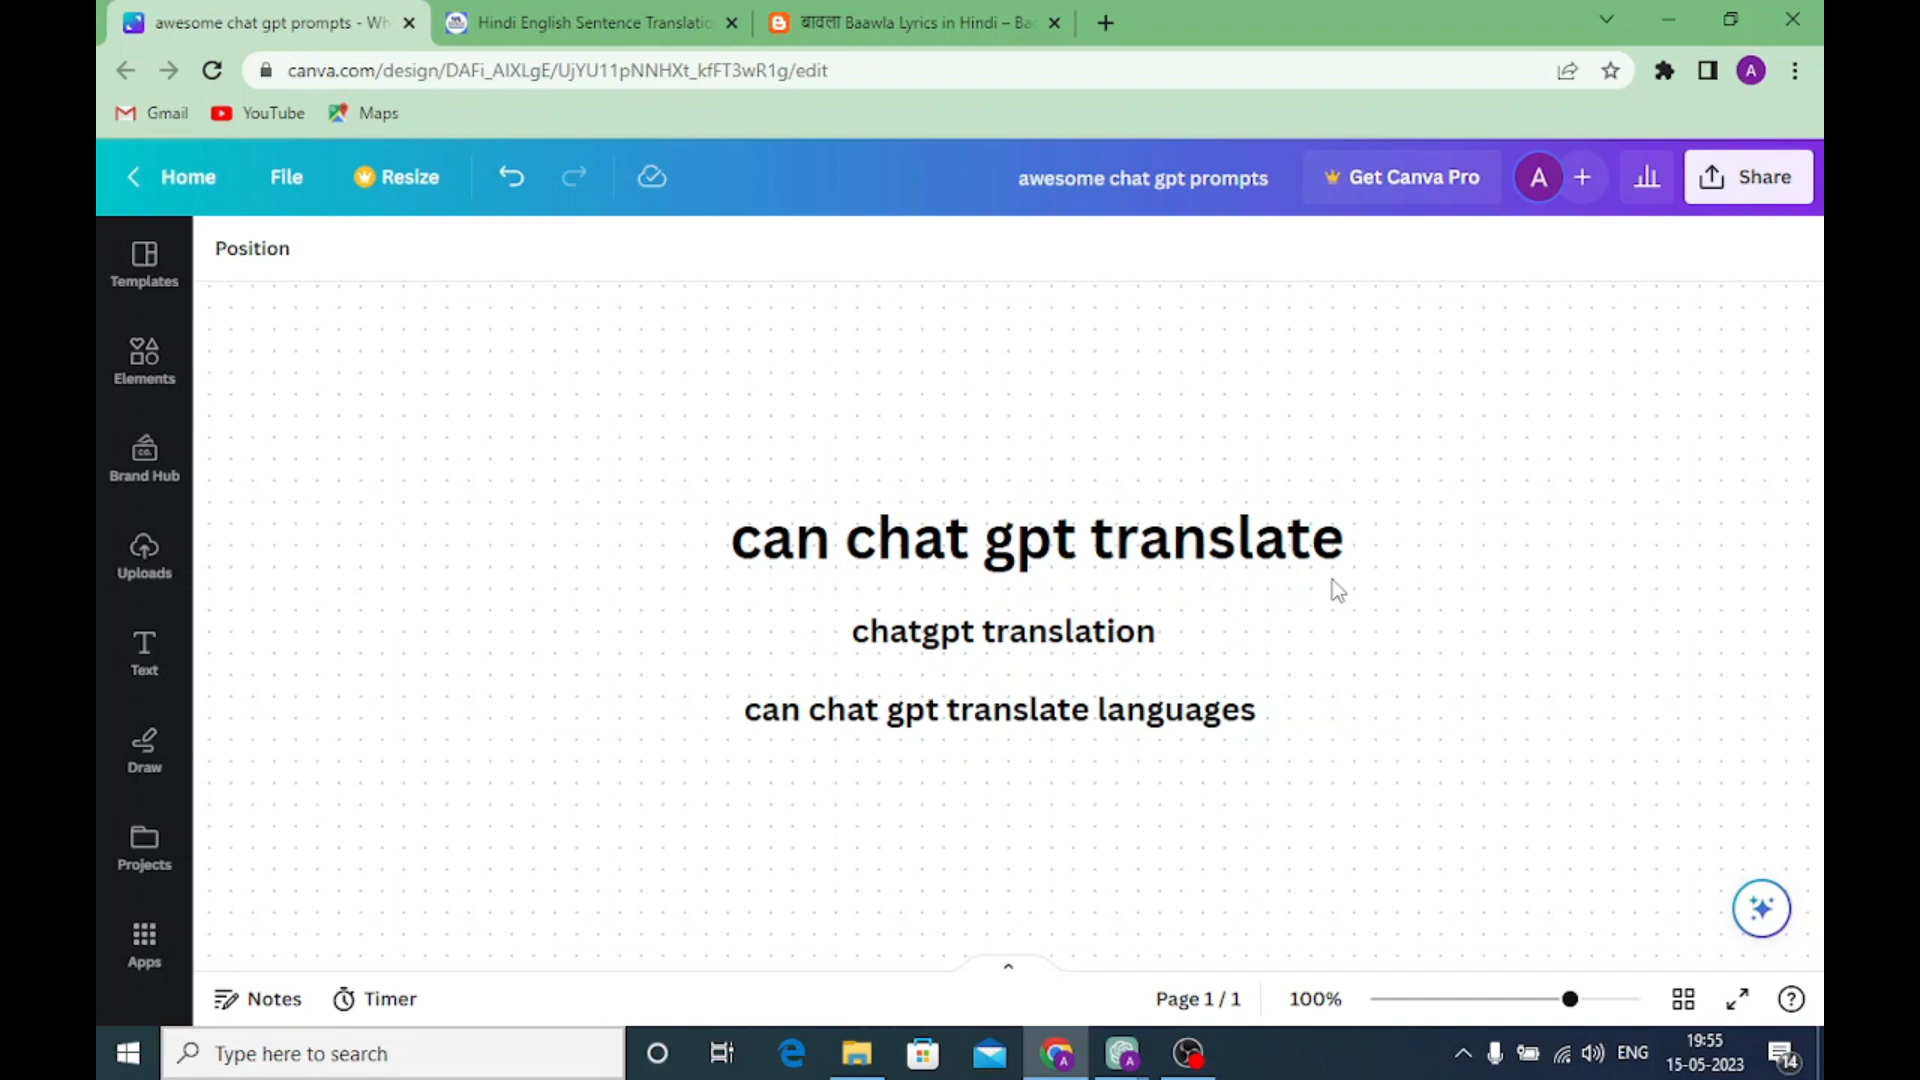 awesome chat gpt prompts - Wh
Hindi English Sentence Translatio
बावला Baawla Lyrics in Hindi – Ba
canva.com/design/DAFi_AlXLgE/UjYU11pNNHXt_kfFT3wR1g/edit
A
Gmail
YouTube
Maps
Home
File
Resize
awesome chat gpt prompts
Get Canva Pro
A
Share
Position
Templates
Elements
CO.
Brand Hub
Uploads
Text
Draw
Projects
Apps
can chat gpt translate
chatgpt translation
can chat gpt translate languages
Notes
Timer
Page 1 / 1
100%
Type here to search
A
A
ENG
19:55
15-05-2023
14